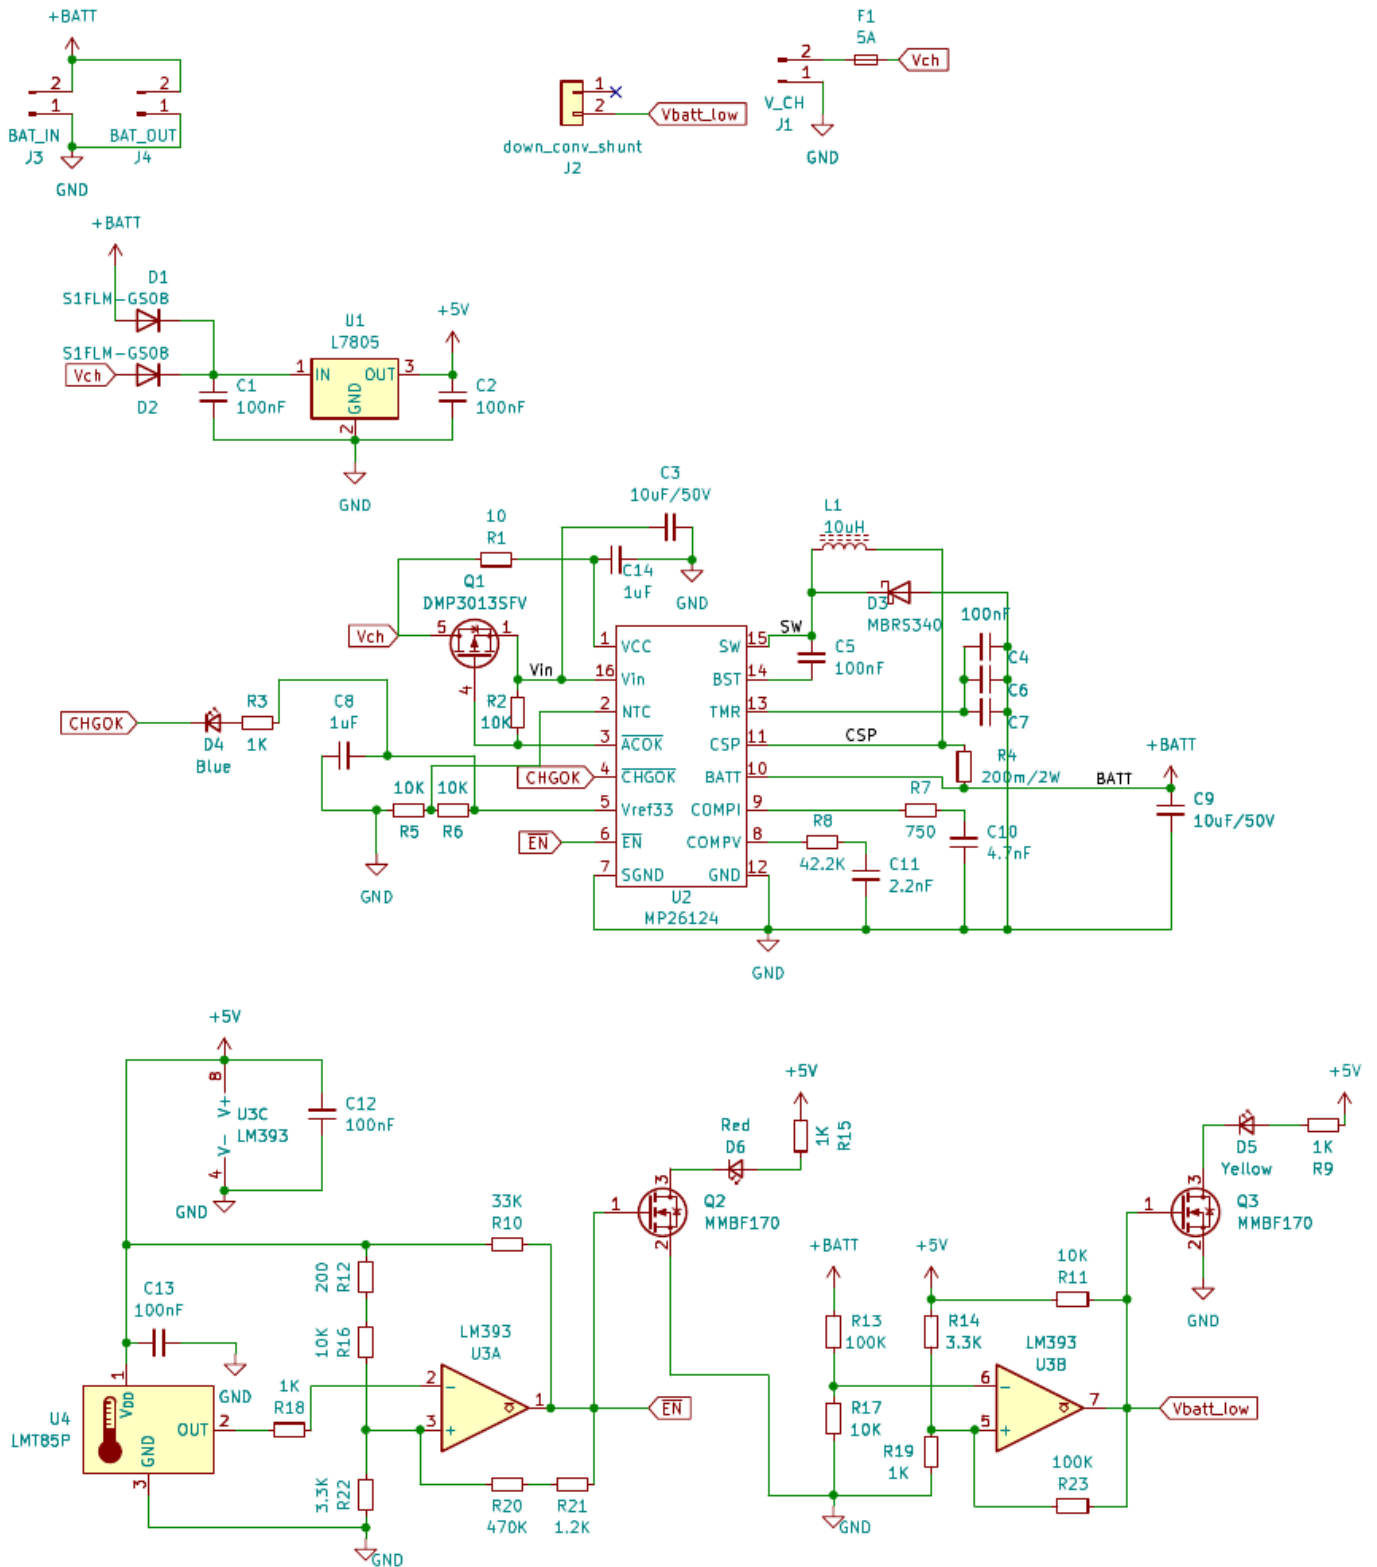 +BATT
2
1
BAT_IN
J3
2
1
BAT_OUT
J4
GND
1
2
Vbatt_low
down_conv_shunt
J2
F1
5A
2
Vch
1
V_CH
J1
GND
+BATT
D1
S1FLM-GS08
S1FLM-GS08
Vch
D2
C1
100nF
U1
L7805
1
IN
OUT
3
GND
2
+5V
C2
100nF
GND
C3
10uF/50V
10
R1
C14
1uF
GND
Q1
DMP3013SFV
Vch
5
1
4
Vin
R2
10K
L1
10uH
D3
MBRS340
SW
C5
100nF
100nF
C4
C6
C7
1
VCC
16
Vin
2
NTC
3
ACOK
4
CHGOK
5
Vref33
6
EN
7
SGND
SW
15
BST
14
TMR
13
CSP
11
BATT
10
COMPI
9
COMPV
8
GND
12
U2
MP26124
CHGOK
D4
Blue
R3
1K
C8
1uF
10K
R5
10K
R6
GND
CHGOK
EN
CSP
R4
200m/2W
BATT
+BATT
C9
10uF/50V
R7
750
C10
4.7nF
R8
42.2K
C11
2.2nF
GND
+5V
8
V+
U3C
LM393
V-
4
GND
C12
100nF
C13
100nF
GND
1
VDD
U4
LMT85P
OUT
2
GND
3
1K
R18
200
R12
10K
R16
3.3K
R22
GND
33K
R10
LM393
U3A
2
-
3
+
1
R20
470K
R21
1.2K
EN
1
3
2
Q2
MMBF170
Red
D6
+5V
1K
R15
+BATT
R13
100K
R17
10K
GND
+5V
R14
3.3K
R19
1K
10K
R11
LM393
U3B
6
-
5
+
7
100K
R23
Vbatt_low
1
3
2
Q3
MMBF170
GND
D5
Yellow
1K
R9
+5V